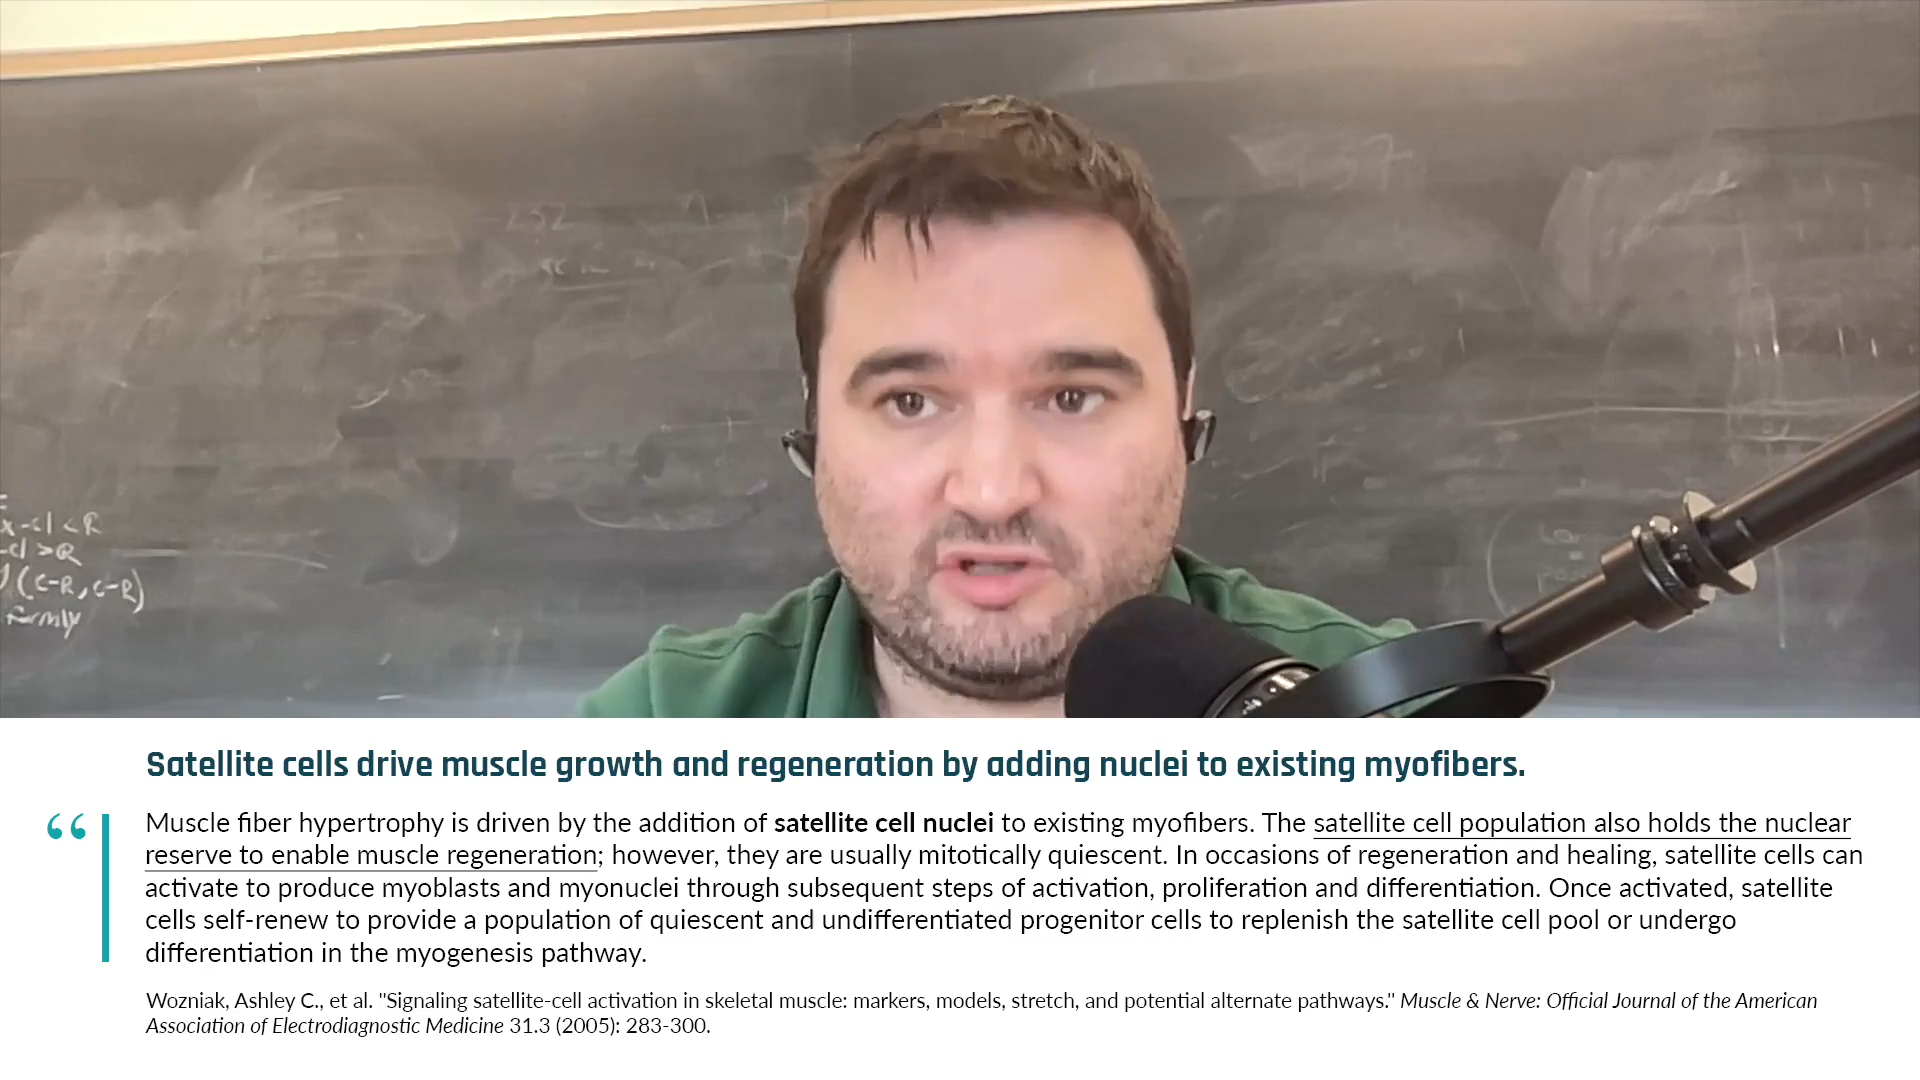 x-c| < R
-c| > R
(c-R, c-R)
Satellite cells drive muscle growth and regeneration by adding nuclei to existing myofibers.
“
Muscle fiber hypertrophy is driven by the addition of satellite cell nuclei to existing myofibers. The satellite cell population also holds the nuclear
reserve to enable muscle regeneration; however, they are usually mitotically quiescent. In occasions of regeneration and healing, satellite cells can
activate to produce myoblasts and myonuclei through subsequent steps of activation, proliferation and differentiation. Once activated, satellite
cells self-renew to provide a population of quiescent and undifferentiated progenitor cells to replenish the satellite cell pool or undergo
differentiation in the myogenesis pathway.
Wozniak, Ashley C., et al. "Signaling satellite-cell activation in skeletal muscle: markers, models, stretch, and potential alternate pathways." Muscle & Nerve: Official Journal of the American
Association of Electrodiagnostic Medicine 31.3 (2005): 283-300.